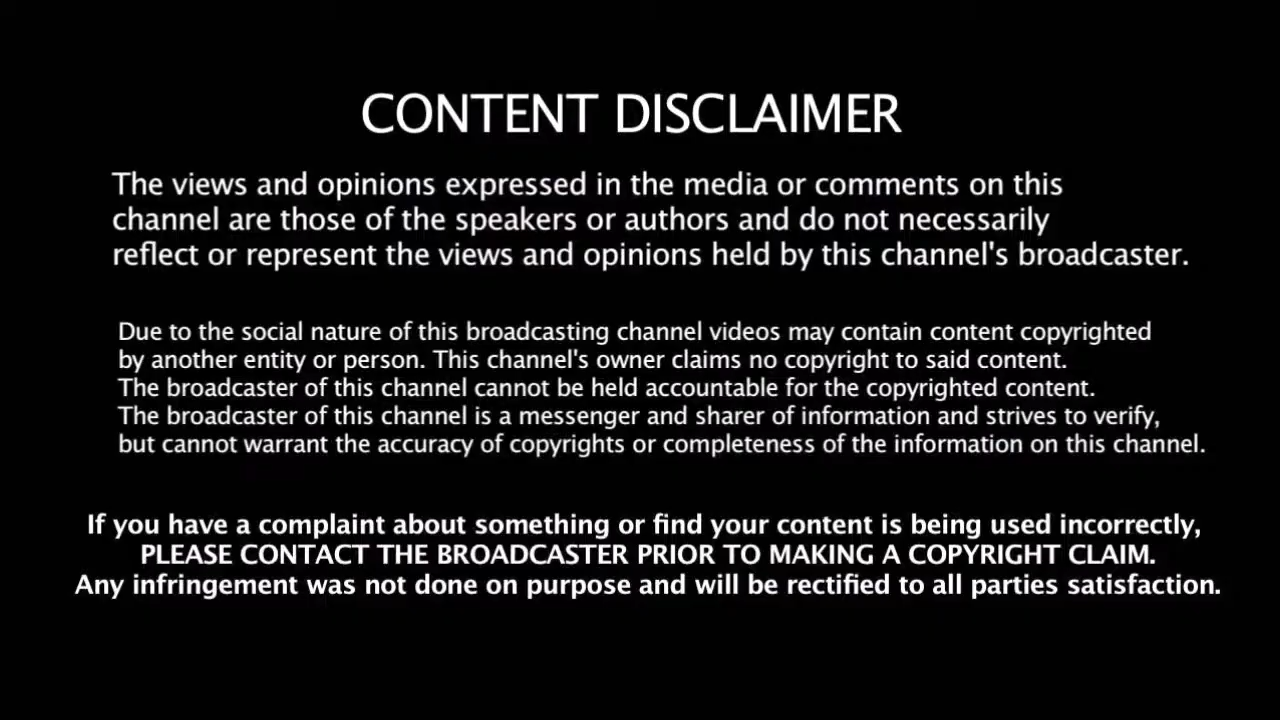 CONTENT DISCLAIMER
The views and opinions expressed in the media or comments on this
channel are those of the speakers or authors and do not necessarily
reflect or represent the views and opinions held by this channel's broadcaster.
Due to the social nature of this broadcasting channel videos may contain content copyrighted
by another entity or person. This channel's owner claims no copyright to said content.
The broadcaster of this channel cannot be held accountable for the copyrighted content.
The broadcaster of this channel is a messenger and sharer of information and strives to verify,
but cannot warrant the accuracy of copyrights or completeness of the information on this channel.
If you have a complaint about something or find your content is being used incorrectly,
PLEASE CONTACT THE BROADCASTER PRIOR TO MAKING A COPYRIGHT CLAIM.
Any infringement was not done on purpose and will be rectified to all parties satisfaction.